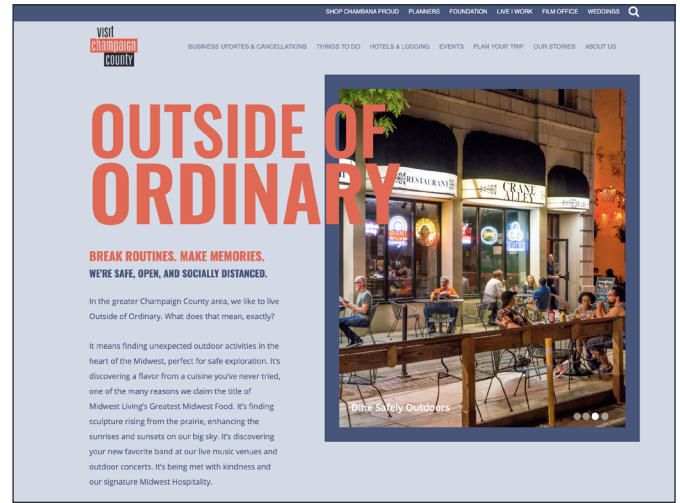 SHOP CHAMBANA PROUD PLANNERS FOUNDATION LIVE I WORK FILM OFFICE WEDDINGS
visit
champaign
county
BUSINESS UPDATES & CANCELLATIONS THINGS TO DO HOTELS & LODGING EVENTS PLAN YOUR TRIP OUR STORIES ABOUT US
OUTSIDE OF
ORDINARY
RESTAURANT
CRANE
ALLEY
BREAK ROUTINES. MAKE MEMORIES.
WE'RE SAFE, OPEN, AND SOCIALLY DISTANCED.
In the greater Champaign County area, we like to live
Outside of Ordinary. What does that mean, exactly?
It means finding unexpected outdoor activities in the
heart of the Midwest, perfect for safe exploration. It's
discovering a flavor from a cuisine you've never tried,
one of the many reasons we claim the title of
Midwest Living's Greatest Midwest Food. It's finding
sculpture rising from the prairie, enhancing the
sunrises and sunsets on our big sky. It's discovering
your new favorite band at our live music venues and
outdoor concerts. It's being met with kindness and
our signature Midwest Hospitality.
Dine Safely Outdoors